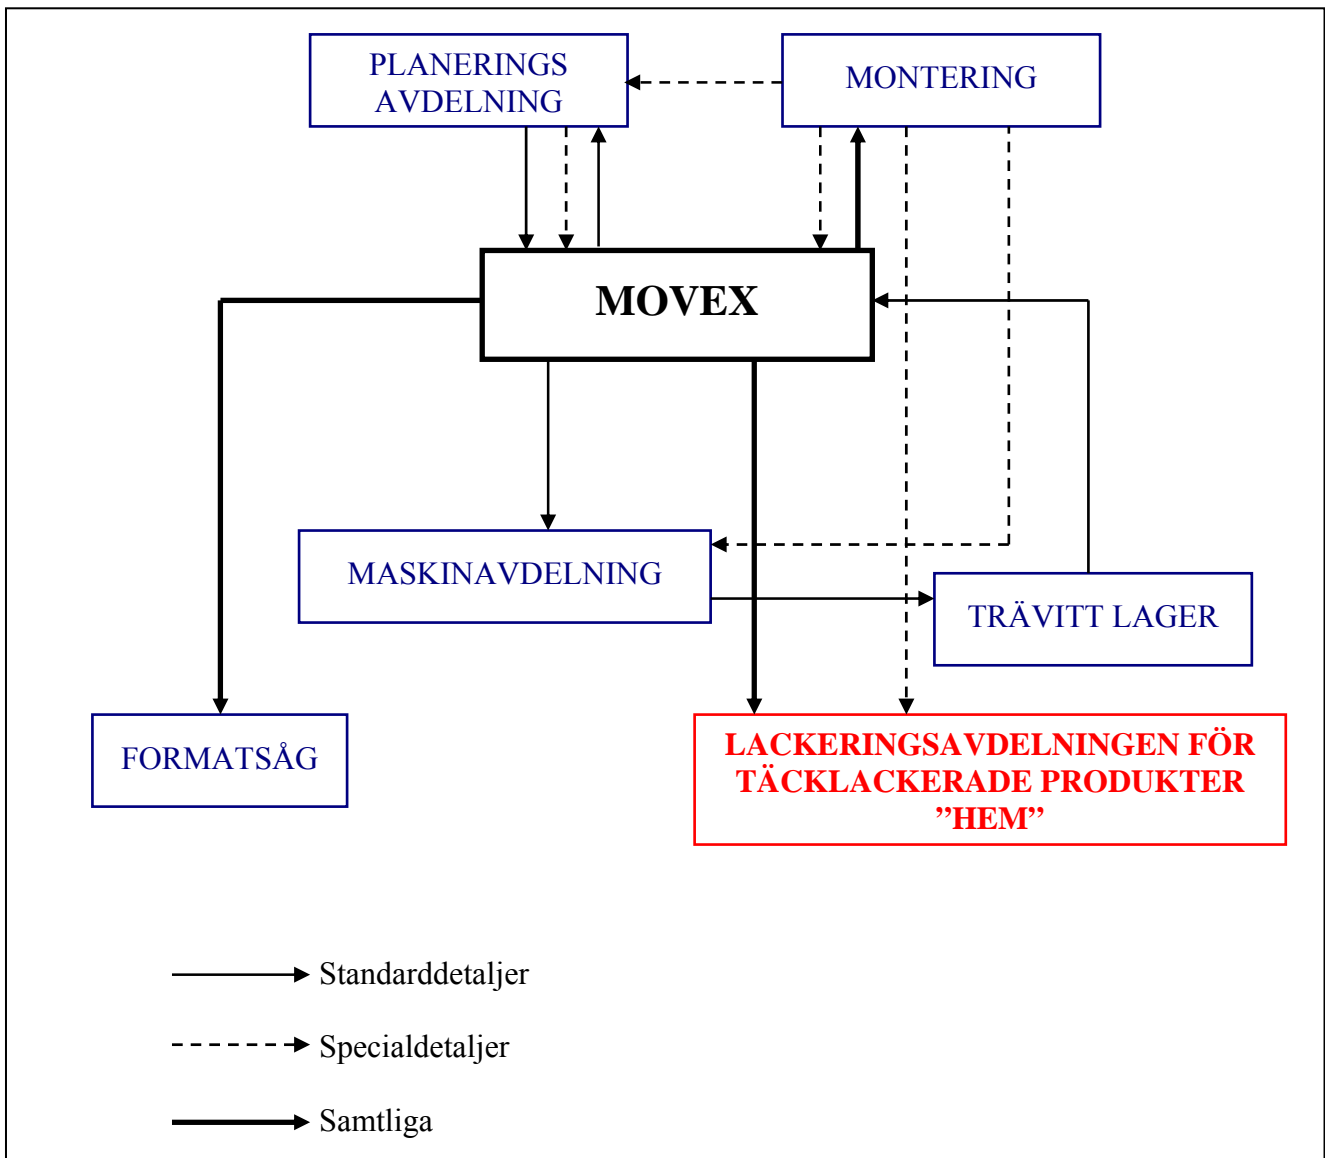 PLANERINGS
AVDELNING
MONTERING
MOVEX
MASKINAVDELNING
TRÄVITT LAGER
FORMATSÅG
LACKERINGSAVDELNINGEN FÖR
TÄCKLACKERADE PRODUKTER
”HEM”
Standarddetaljer
Specialdetaljer
Samtliga